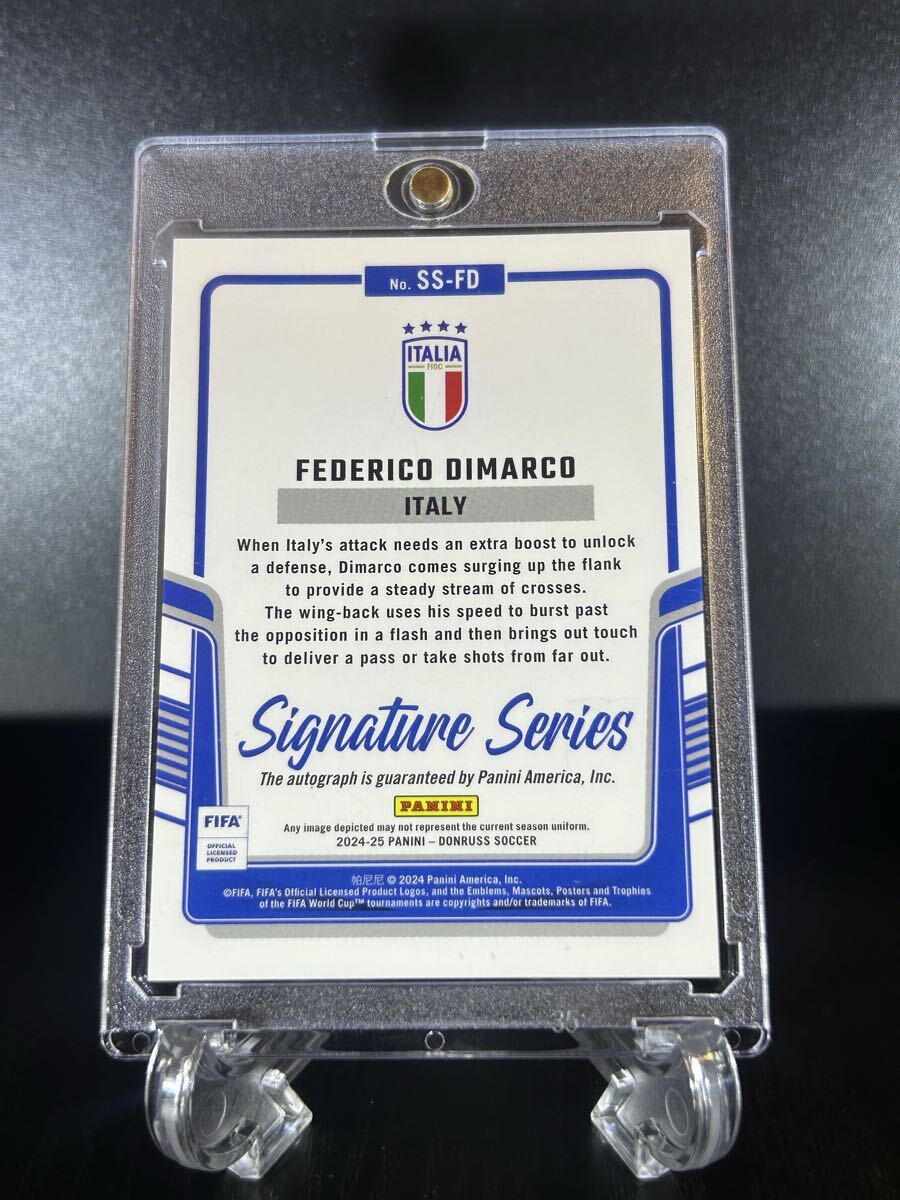 No. SS-FD
ITALIA
FIGC
FEDERICO DIMARCO
ITALY
When Italy's attack needs an extra boost to unlock
a defense, Dimarco comes surging up the flank
to provide a steady stream of crosses.
The wing-back uses his speed to burst past
the opposition in a flash and then brings out touch
to deliver a pass or take shots from far out.
Signature Series
The autograph is guaranteed by Panini America, Inc.
PANINI
Any image depicted may not represent the current season uniform.
2024-25 PANINI – DONRUSS SOCCER
FIFA®
OFFICIAL
LICENSED
PRODUCT
帕尼尼 © 2024 Panini America, Inc.
©FIFA, FIFA's Official Licensed Product Logos, and the Emblems, Mascots, Posters and Trophies
of the FIFA World Cup™ tournaments are copyrights and/or trademarks of FIFA.